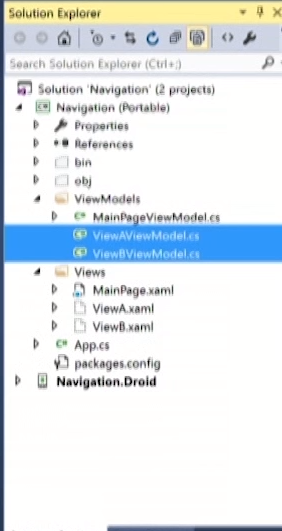 Solution Explorer
Search Solution Explorer (Ctrl+;)
Solution 'Navigation' (2 projects)
Navigation (Portable)
Properties
References
bin
obj
ViewModels
MainPageViewModel.cs
ViewAViewModel.cs
ViewBViewModel.cs
Views
MainPage.xaml
ViewA.xaml
ViewB.xaml
App.cs
packages.config
Navigation.Droid